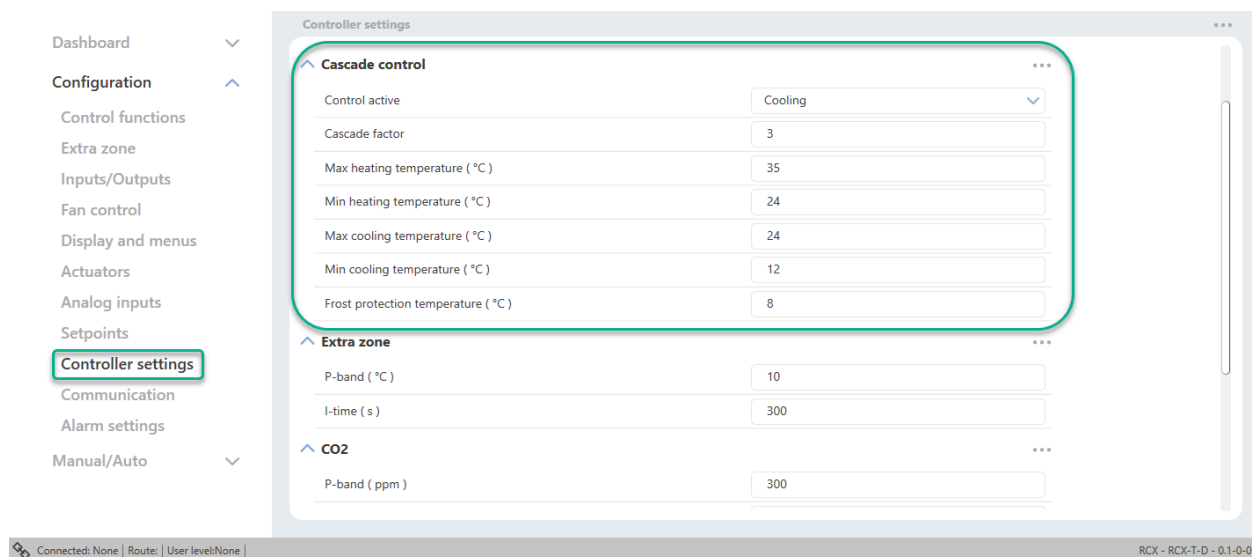 Controller settings
Dashboard
Configuration
Control functions
Extra zone
Inputs/Outputs
Fan control
Display and menus
Actuators
Analog inputs
Setpoints
Controller settings
Communication
Alarm settings
Manual/Auto
Cascade control
Control active Cooling
Cascade factor 3
Max heating temperature ( °C ) 35
Min heating temperature ( °C ) 24
Max cooling temperature ( °C ) 24
Min cooling temperature ( °C ) 12
Frost protection temperature ( °C ) 8
Extra zone
P-band ( °C ) 10
I-time ( s ) 300
CO2
P-band ( ppm ) 300
Connected: None | Route: | User level:None |
RCX - RCX-T-D - 0.1-0-0